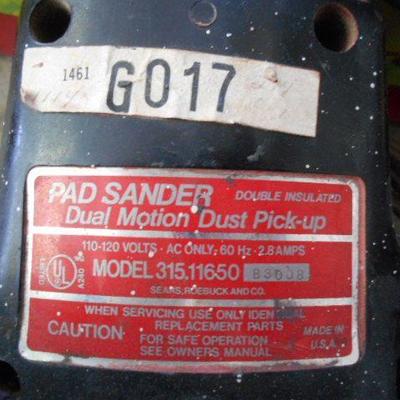 1461 G017
PAD SANDER DOUBLE INSULATED
Dual Motion Dust Pick-up
110-120 VOLTS - AC ONLY, 60 Hz - 2.8 AMPS
LISTED UL MODEL 315.11650
SEARS, ROEBUCK AND CO.
WHEN SERVICING USE ONLY IDENTICAL
REPLACEMENT PARTS
CAUTION: FOR SAFE OPERATION
SEE OWNERS MANUAL
MADE IN
U.S.A.